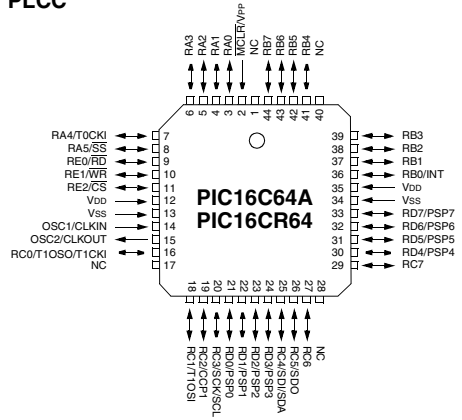 PLCC
RA3
RA2
RA1
RA0
MCLR/VPP
NC
RB7
RB6
RB5
RB4
NC
6
5
4
3
2
1
44
43
42
41
40
RA4/T0CKI 7
RA5/SS 8
RE0/RD 9
RE1/WR 10
RE2/CS 11
VDD 12
VSS 13
OSC1/CLKIN 14
OSC2/CLKOUT 15
RC0/T1OSO/T1CKI 16
NC 17
PIC16C64A
PIC16CR64
39 RB3
38 RB2
37 RB1
36 RB0/INT
35 VDD
34 VSS
33 RD7/PSP7
32 RD6/PSP6
31 RD5/PSP5
30 RD4/PSP4
29 RC7
18
19
20
21
22
23
24
25
26
27
28
RC1/T1OSI
RC2/CCP1
RC3/SCK/SCL
RD0/PSP0
RD1/PSP1
RD2/PSP2
RD3/PSP3
RC4/SDI/SDA
RC5/SDO
RC6
NC